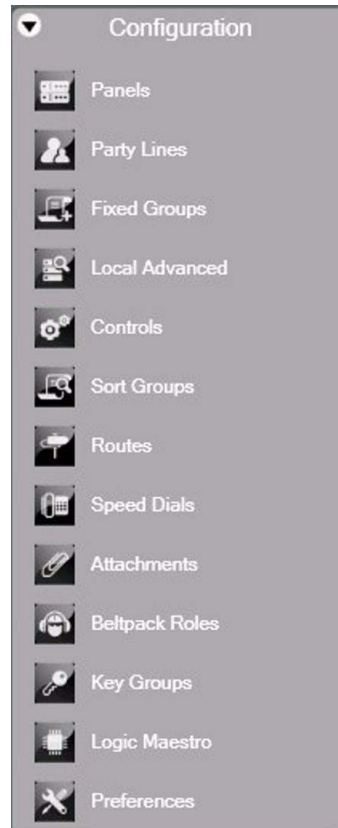 Configuration
Panels
Party Lines
Fixed Groups
Local Advanced
Controls
Sort Groups
Routes
Speed Dials
Attachments
Beltpack Roles
Key Groups
Logic Maestro
Preferences